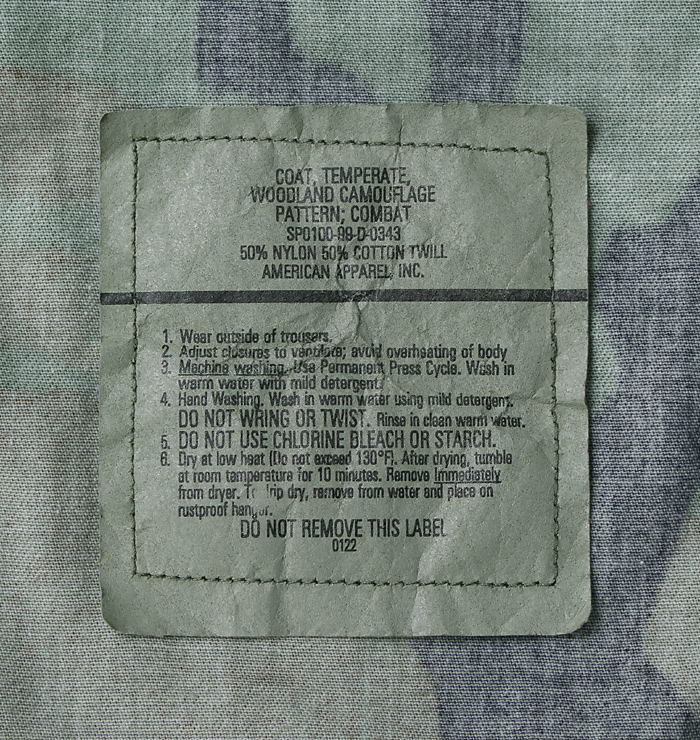 COAT, TEMPERATE,
WOODLAND CAMOUFLAGE
PATTERN; COMBAT
SPO100-99-D-0343
50% NYLON 50% COTTON TWILL
AMERICAN APPAREL, INC.
1. Wear outside of trousers.
2. Adjust closures to ventilate; avoid overheating of body
3. Machine washing. Use Permanent Press Cycle. Wash in
warm water with mild detergent.
4. Hand Washing. Wash in warm water using mild detergent.
DO NOT WRING OR TWIST. Rinse in clean warm water.
5. DO NOT USE CHLORINE BLEACH OR STARCH.
6. Dry at low heat (Do not exceed 130°F). After drying, tumble
at room temperature for 10 minutes. Remove Immediately
from dryer. To drip dry, remove from water and place on
rustproof hanger.
DO NOT REMOVE THIS LABEL
0122